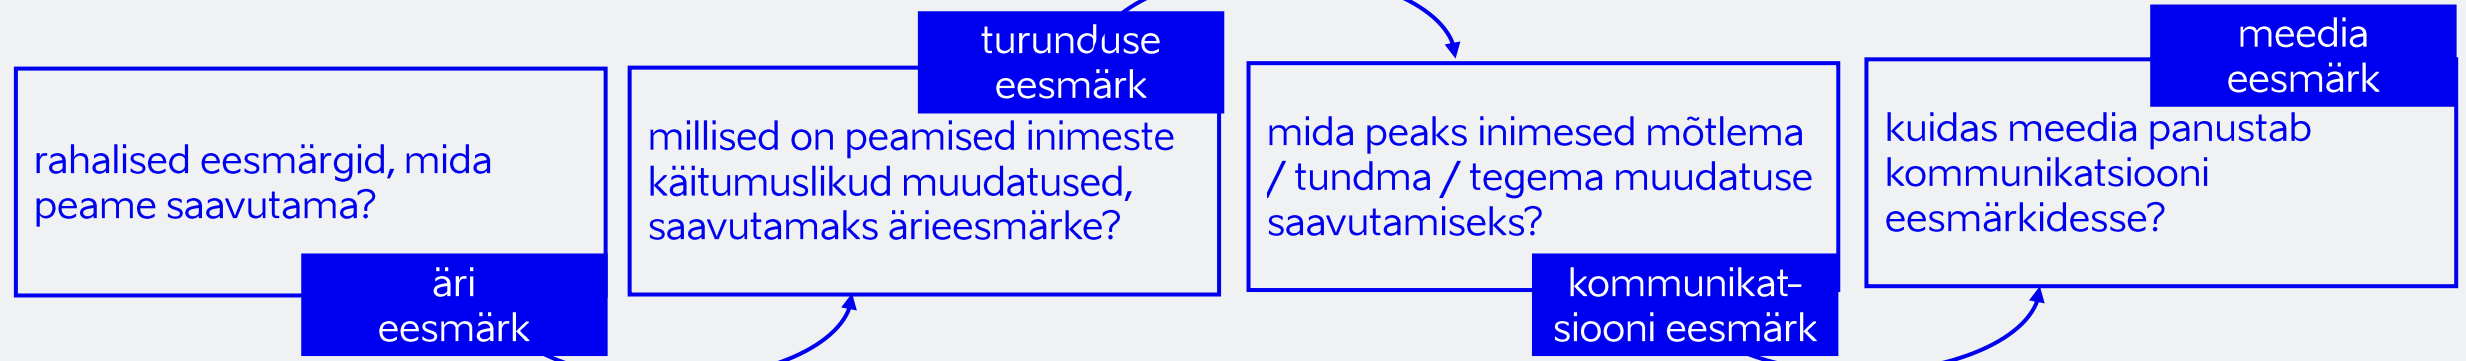 rahalised eesmärgid, mida
peame saavutama?
äri
eesmärk
turunduse
eesmärk
millised on peamised inimeste
käitumuslikud muudatused,
saavutamaks ärieesmärke?
mida peaks inimesed mõtlema
/ tundma / tegema muudatuse
saavutamiseks?
kommunikat-
siooni eesmärk
meedia
eesmärk
kuidas meedia panustab
kommunikatsiooni
eesmärkidesse?